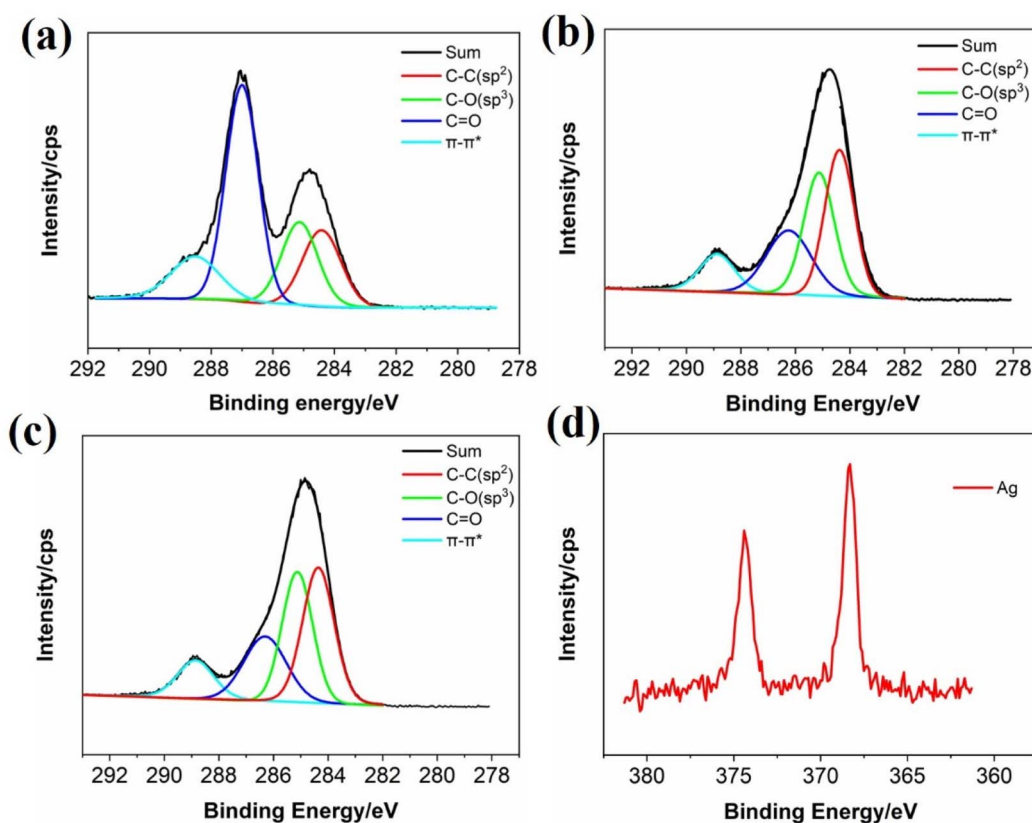 (a)
Sum
C-C(sp²)
C-O(sp³)
C=O
π-π*
Intensity/cps
292 290 288 286 284 282 280 278
Binding energy/eV
(b)
Sum
C-C(sp²)
C-O(sp³)
C=O
π-π*
Intensity/cps
292 290 288 286 284 282 280 278
Binding Energy/eV
(c)
Sum
C-C(sp²)
C-O(sp³)
C=O
π-π*
Intensity/cps
292 290 288 286 284 282 280 278
Binding Energy/eV
(d)
Ag
Intensity/cps
380 375 370 365 360
Binding Energy/eV